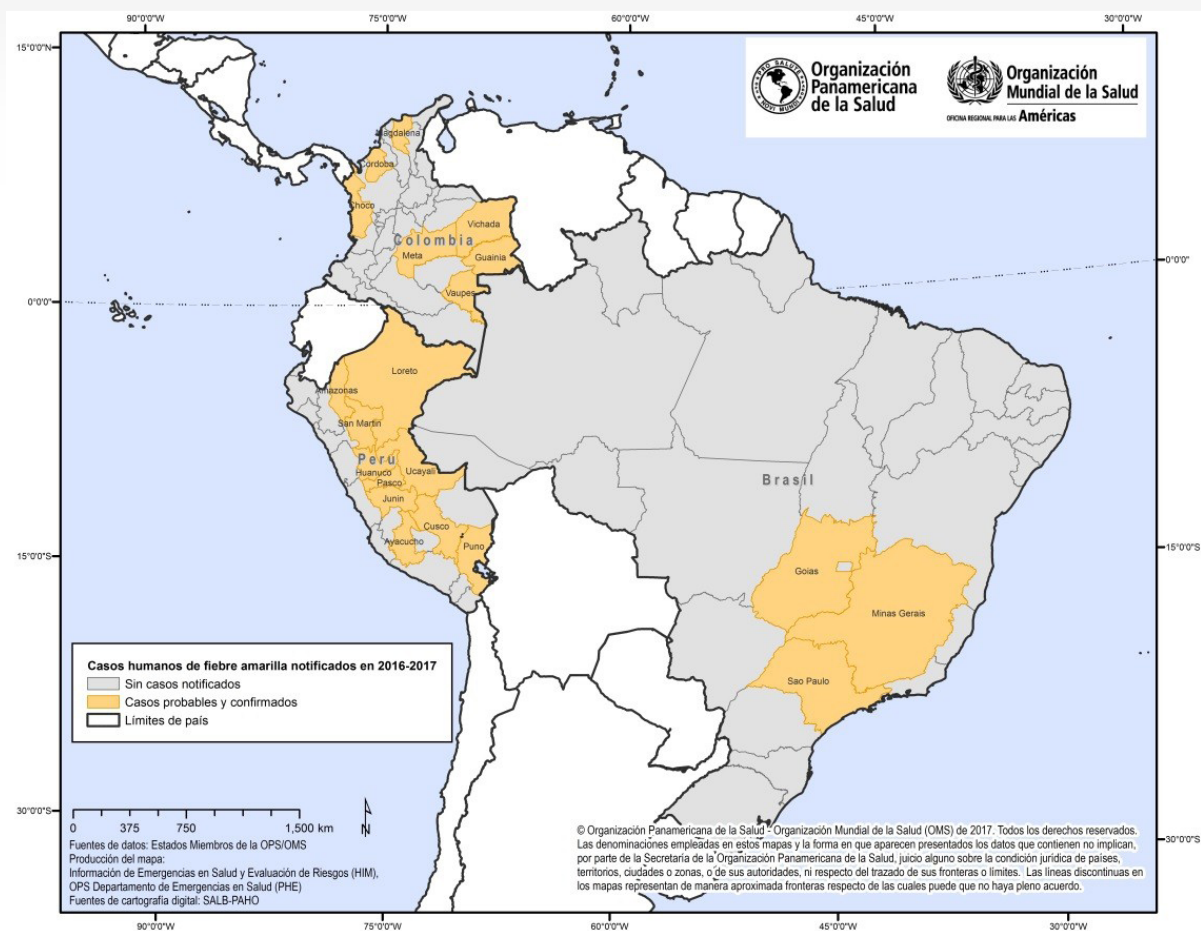 90°0'0"W
75°0'0"W
60°0'0"W
45°0'0"W
30°0'0"W
15°0'0"N
PRO SALUTE
NOVI MUNDI
Organización
Panamericana
de la Salud
Organización
Mundial de la Salud
OFICINA REGIONAL PARA LAS Américas
Magdalena
Cordoba
Choco
Vichada
Colombia
Meta
Guainia
Vaupes
0°0'0"
0°0'0"
Loreto
Amazonas
San Martin
Perú
Huanuco
Ucayali
Pasco
Junin
Cusco
Ayacucho
Puno
Brasil
15°0'0"S
15°0'0"S
Goias
Minas Gerais
Sao Paulo
Casos humanos de fiebre amarilla notificados en 2016-2017
Sin casos notificados
Casos probables y confirmados
Límites de país
30°0'0"S
30°0'0"S
0 375 750 1,500 km
N
Fuentes de datos: Estados Miembros de la OPS/OMS
Producción del mapa:
Información de Emergencias en Salud y Evaluación de Riesgos (HIM),
OPS Departamento de Emergencias en Salud (PHE)
Fuentes de cartografía digital: SALB-PAHO
© Organización Panamericana de la Salud - Organización Mundial de la Salud (OMS) de 2017. Todos los derechos reservados.
Las denominaciones empleadas en estos mapas y la forma en que aparecen presentados los datos que contienen no implican,
por parte de la Secretaría de la Organización Panamericana de la Salud, juicio alguno sobre la condición jurídica de países,
territorios, ciudades o zonas, o de sus autoridades, ni respecto del trazado de sus fronteras o límites. Las líneas discontinuas en
los mapas representan de manera aproximada fronteras respecto de las cuales puede que no haya pleno acuerdo.
90°0'0"W
75°0'0"W
60°0'0"W
45°0'0"W
30°0'0"W